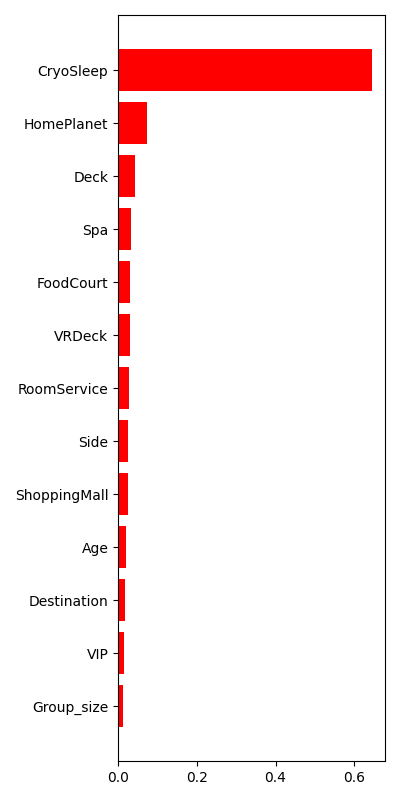 CryoSleep
HomePlanet
Deck
Spa
FoodCourt
VRDeck
RoomService
Side
ShoppingMall
Age
Destination
VIP
Group_size
0.0 0.2 0.4 0.6